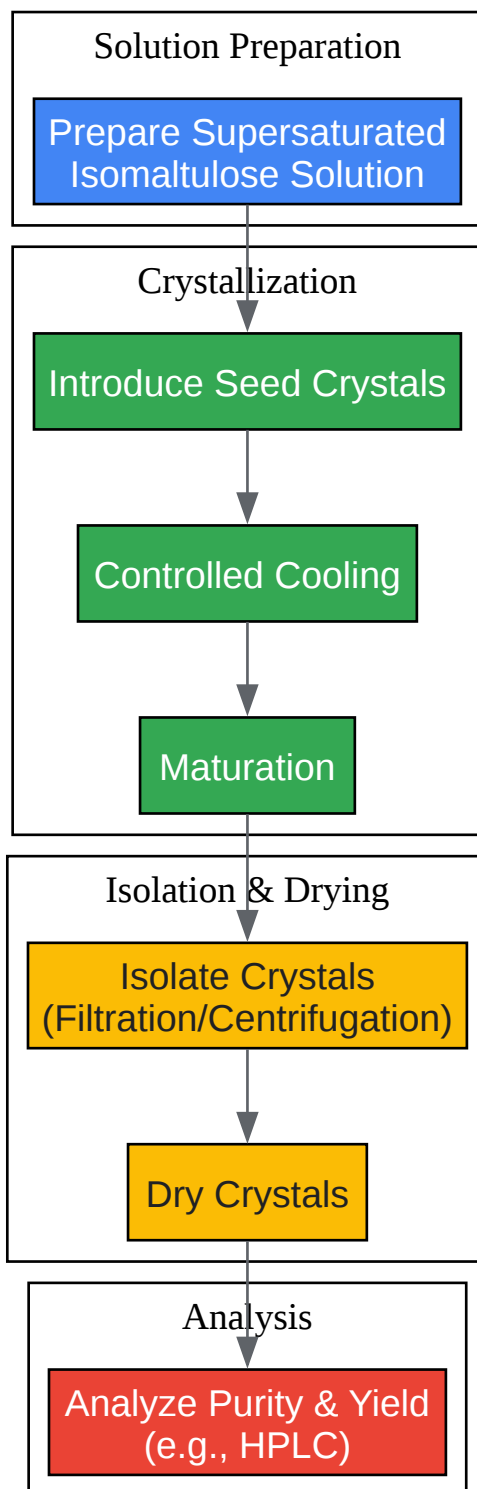 Solution Preparation
Prepare Supersaturated
Isomaltulose Solution
Crystallization
Introduce Seed Crystals
Controlled Cooling
Maturation
Isolation & Drying
Isolate Crystals
(Filtration/Centrifugation)
Dry Crystals
Analysis
Analyze Purity & Yield
(e.g., HPLC)